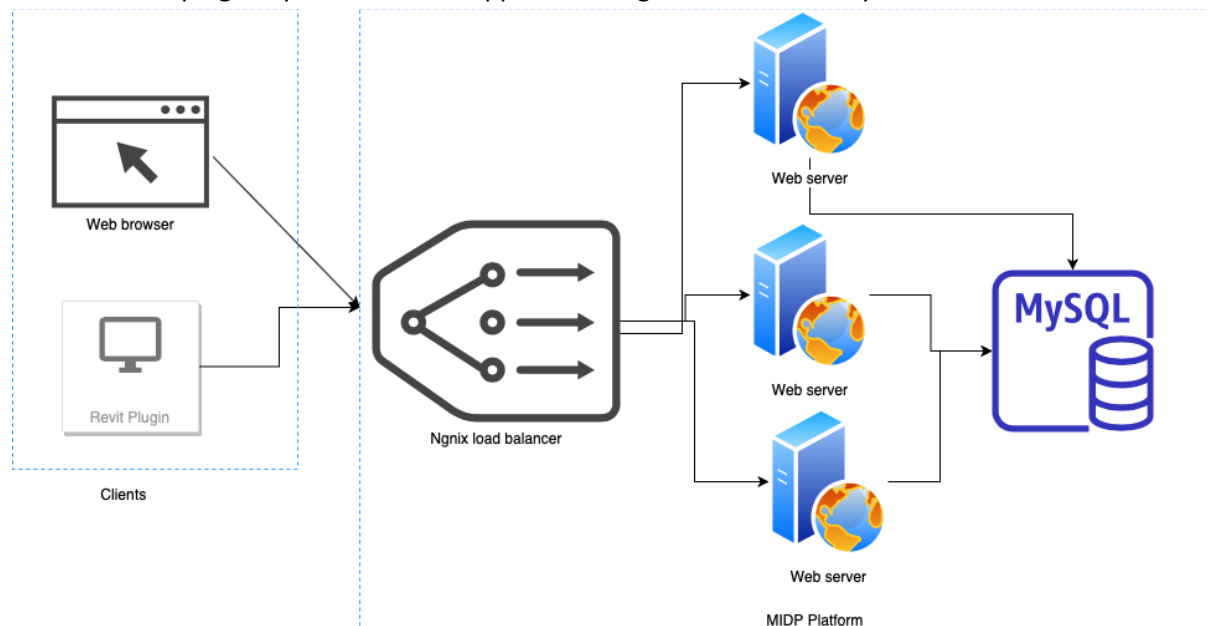 Web browser
Revit Plugin
Clients
Ngnix load balancer
Web server
Web server
Web server
MySQL
MIDP Platform